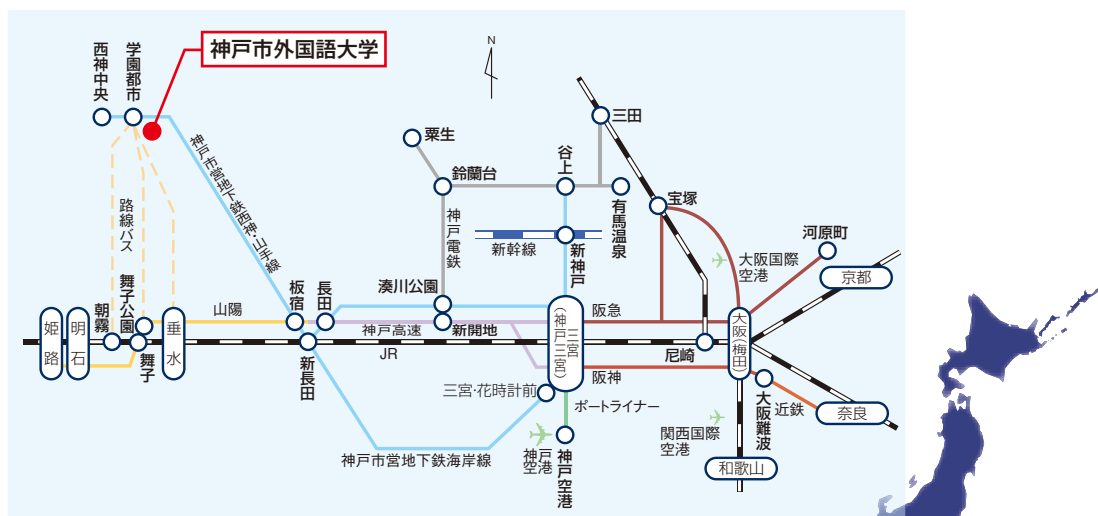 神戸市外国語大学
N
西神中央
学園都市
粟生
三田
谷上
鈴蘭台
有馬温泉
宝塚
河原町
京都
神戸市営地下鉄西神・山手線
路線バス
神戸電鉄
新幹線
新神戸
大阪国際
空港
舞子公園
朝霧
山陽
板宿
長田
湊川公園
姫路
明石
垂水
神戸高速
新開地
三宮
(神戸三宮)
阪急
大阪(梅田)
舞子
新長田
JR
尼崎
阪神
三宮・花時計前
ポートライナー
大阪難波
近鉄
奈良
神戸市営地下鉄海岸線
神戸
空港
神戸空港
関西国際
空港
和歌山